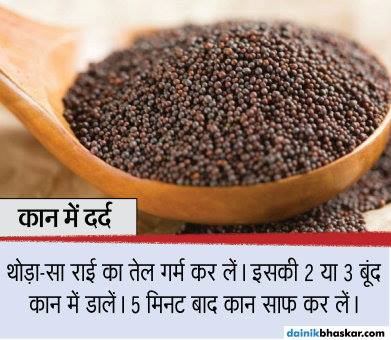 कान में दर्द
थोड़ा-सा राई का तेल गर्म कर लें। इसकी 2 या 3 बूंद
कान में डालें। 5 मिनट बाद कान साफ कर लें।
dainikbhaskar.com